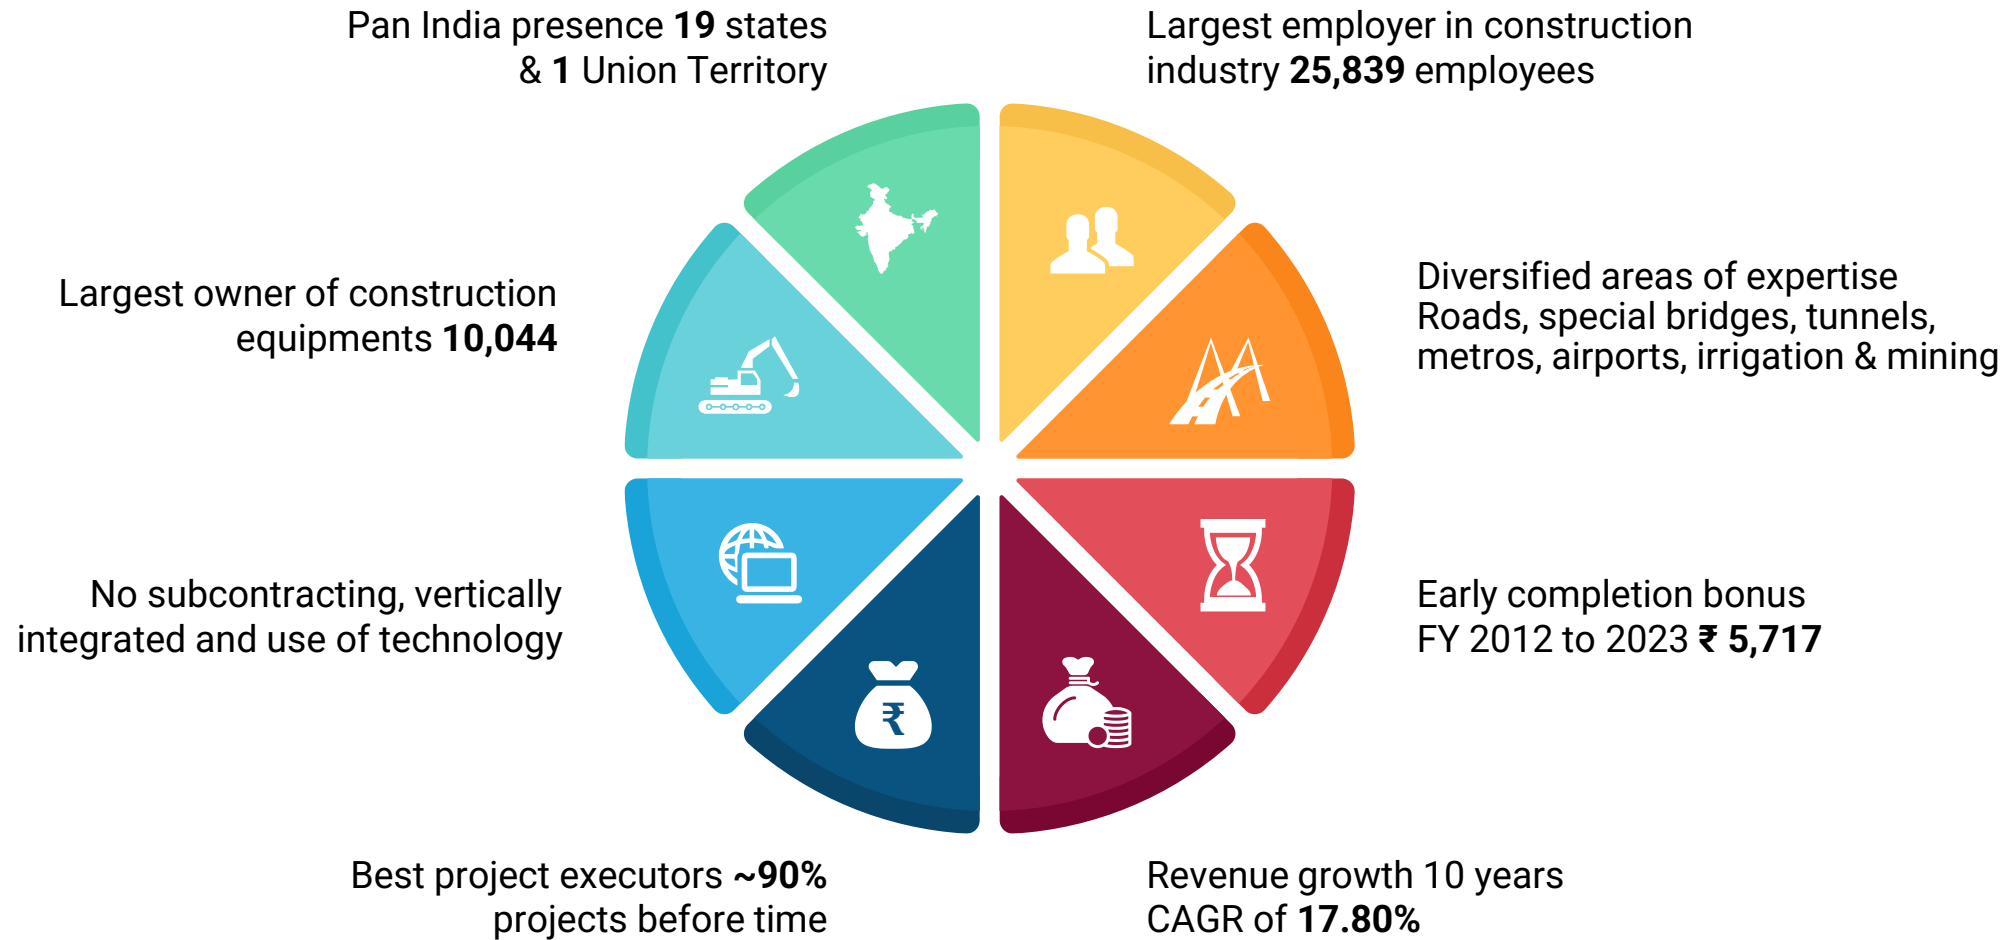 Pan India presence 19 states
& 1 Union Territory
Largest employer in construction
industry 25,839 employees
Largest owner of construction
equipments 10,044
Diversified areas of expertise
Roads, special bridges, tunnels,
metros, airports, irrigation & mining
No subcontracting, vertically
integrated and use of technology
Early completion bonus
FY 2012 to 2023 ₹ 5,717
₹
Best project executors ~90%
projects before time
Revenue growth 10 years
CAGR of 17.80%